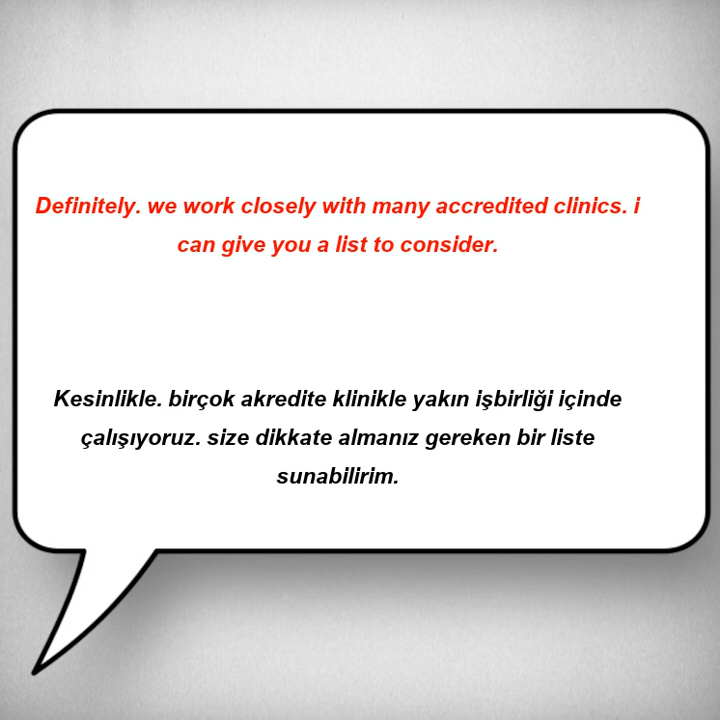 Definitely. we work closely with many accredited clinics. i
can give you a list to consider.
Kesinlikle. birçok akredite klinikle yakın işbirliği içinde
çalışıyoruz. size dikkate almanız gereken bir liste
sunabilirim.